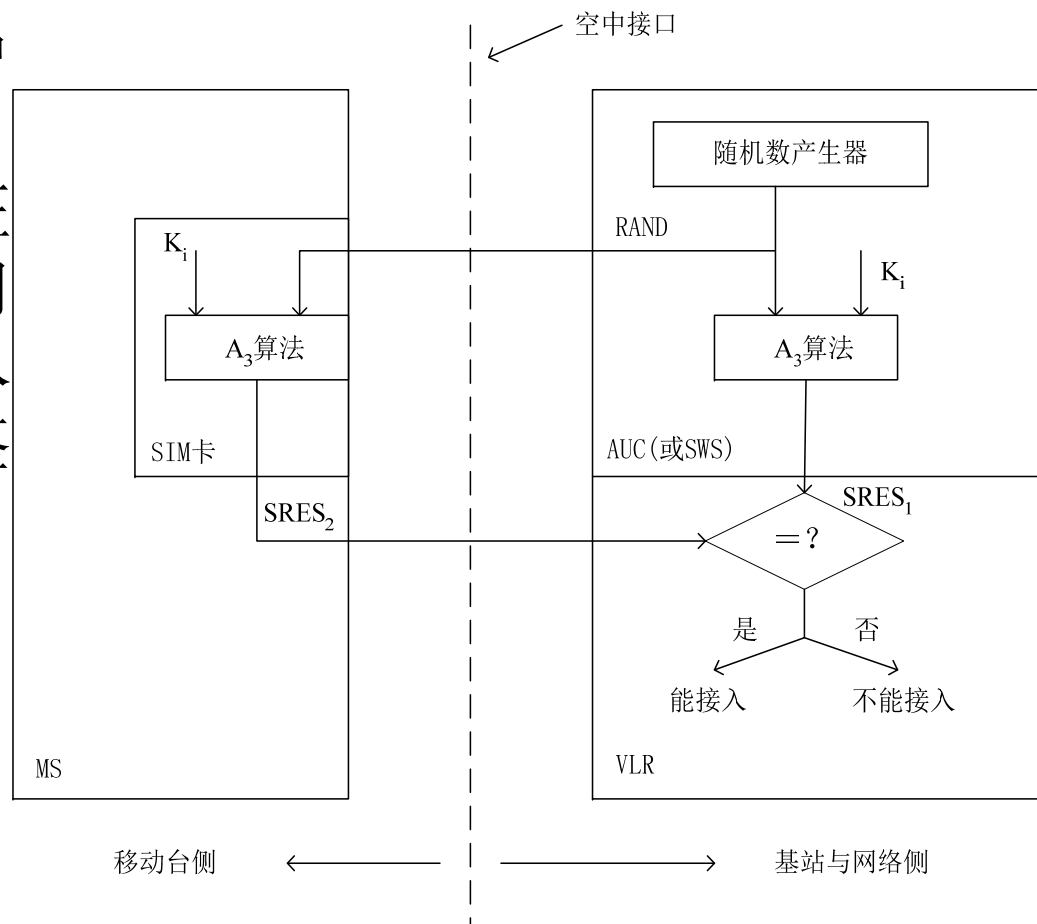 空中接口
随机数产生器
RAND
Ki
Ki
A3算法
A3算法
SIM卡
AUC(或SWS)
SRES1
SRES2
=?
是
否
能接入
不能接入
MS
VLR
移动台侧
基站与网络侧